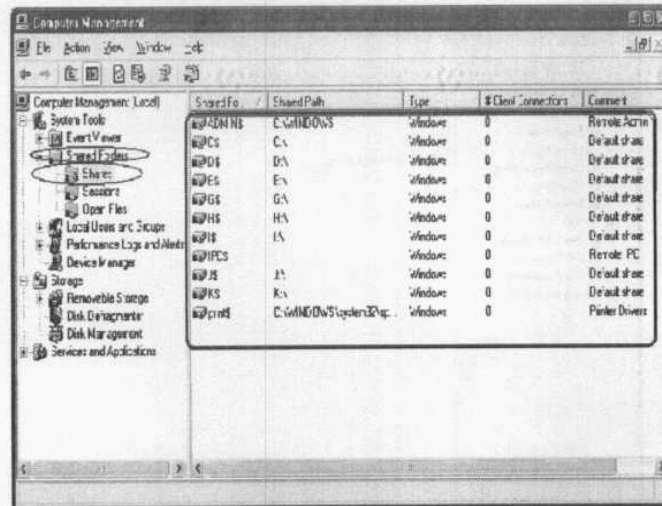 Computer Management
File Action View Window Help
Computer Management (Local)
System Tools
Event Viewer
Shared Folders
Shares
Sessions
Open Files
Local Users and Groups
Performance Logs and Alerts
Device Manager
Storage
Removable Storage
Disk Defragmenter
Disk Management
Services and Applications
Shared Fo... / Shared Path Type # Client Connections Comment
ADMIN$ C:\WINDOWS Windows 0 Remote Admin
C$ C:\ Windows 0 Default share
D$ D:\ Windows 0 Default share
E$ E:\ Windows 0 Default share
G$ G:\ Windows 0 Default share
H$ H:\ Windows 0 Default share
I$ I:\ Windows 0 Default share
IPC$ Windows 0 Remote IPC
J$ J:\ Windows 0 Default share
K$ K:\ Windows 0 Default share
print$ C:\WINDOWS\system32\sp... Windows 0 Printer Drivers